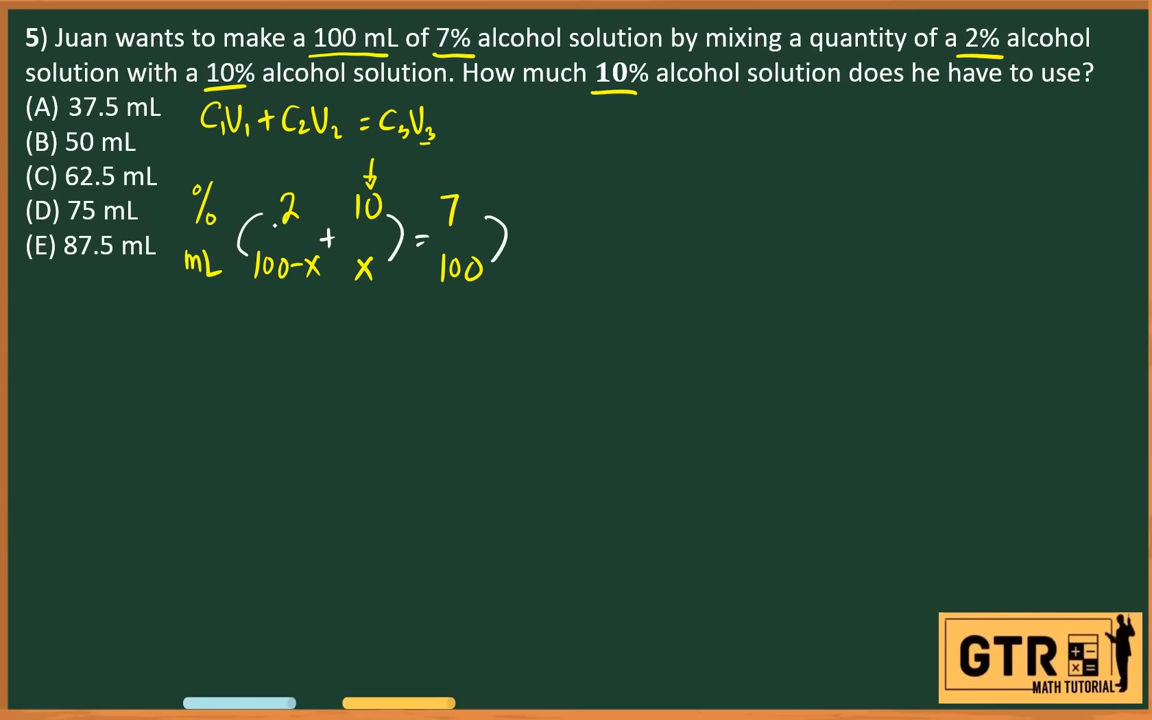 5) Juan wants to make a 100 mL of 7% alcohol solution by mixing a quantity of a 2% alcohol
solution with a 10% alcohol solution. How much 10% alcohol solution does he have to use?
(A) 37.5 mL
(B) 50 mL
(C) 62.5 mL
(D) 75 mL
(E) 87.5 mL
C₁V₁ + C₂V₂ = C₃V₃
% 2 10 7
( + ) = )
mL 100-x x 100
GTR
MATH TUTORIAL